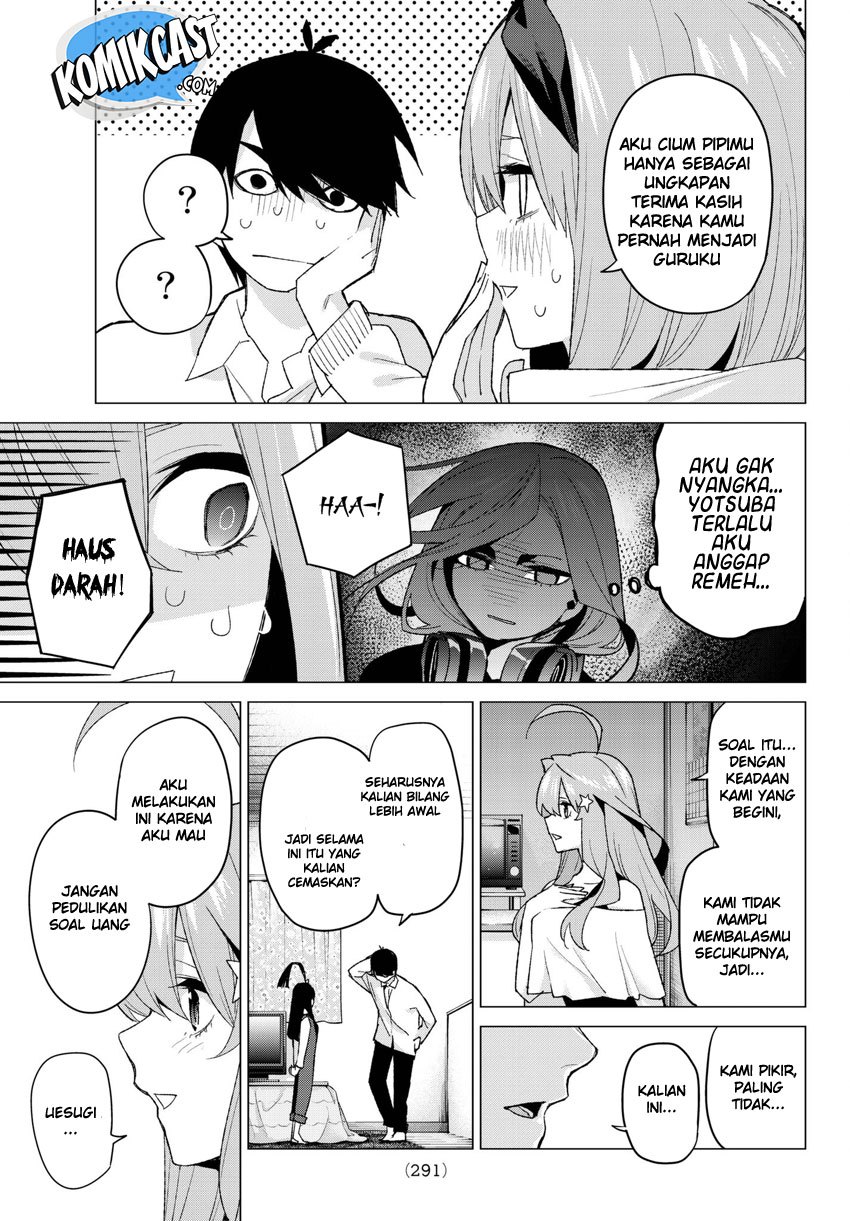 KOMIKCAST
.COM
AKU CIUM PIPIMU
HANYA SEBAGAI
UNGKAPAN
TERIMA KASIH
KARENA KAMU
PERNAH MENJADI
GURUKU
?
?
AKU GAK
NYANGKA...
YOTSUBA
TERLALU
AKU
ANGGAP
REMEH...
HAA-!
HAUS
DARAH!
SOAL ITU...
DENGAN
KEADAAN
KAMI YANG
BEGINI,
KAMI TIDAK
MAMPU
MEMBALASMU
SECUKUPNYA,
JADI...
KAMI PIKIR,
PALING
TIDAK...
KALIAN
INI...
SEHARUSNYA
KALIAN BILANG
LEBIH AWAL
JADI SELAMA
INI ITU YANG
KALIAN
CEMASKAN?
AKU
MELAKUKAN
INI KARENA
AKU MAU
JANGAN
PEDULIKAN
SOAL UANG
UESUGI
...
(291)